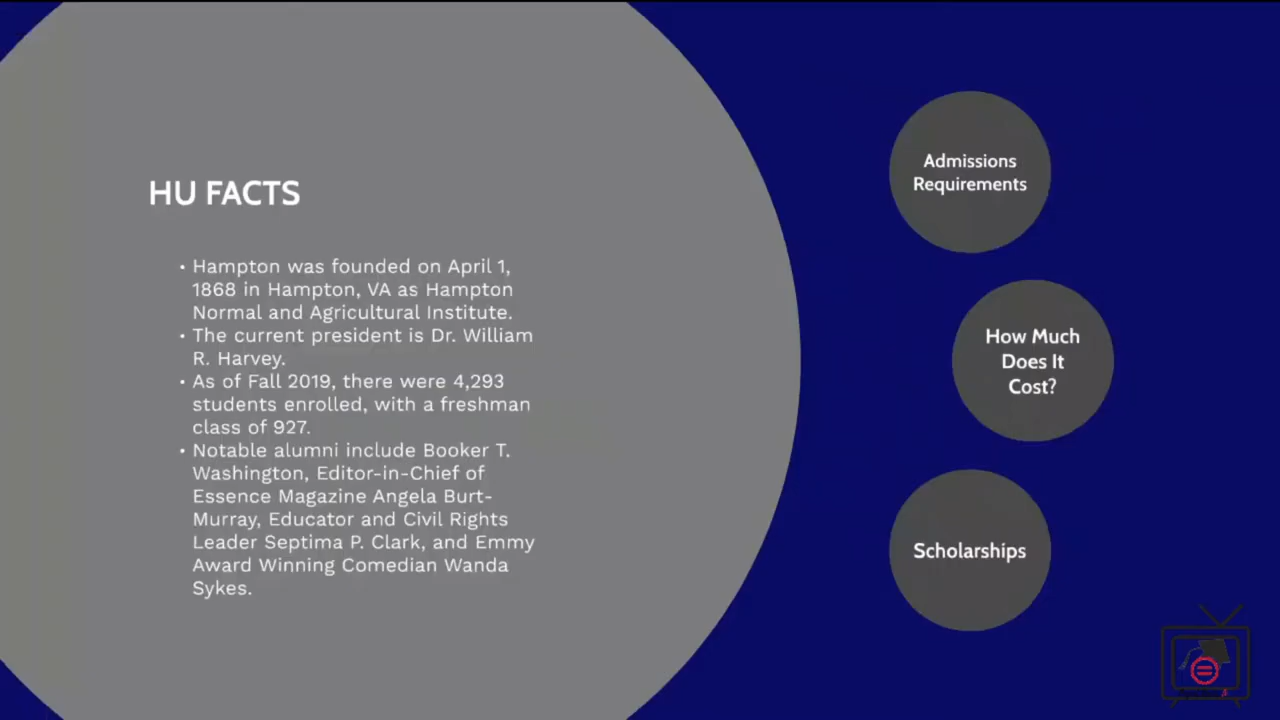 HU FACTS
• Hampton was founded on April 1,
1868 in Hampton, VA as Hampton
Normal and Agricultural Institute.
• The current president is Dr. William
R. Harvey.
• As of Fall 2019, there were 4,293
students enrolled, with a freshman
class of 927.
• Notable alumni include Booker T.
Washington, Editor-in-Chief of
Essence Magazine Angela Burt-
Murray, Educator and Civil Rights
Leader Septima P. Clark, and Emmy
Award Winning Comedian Wanda
Sykes.
Admissions
Requirements
How Much
Does It
Cost?
Scholarships